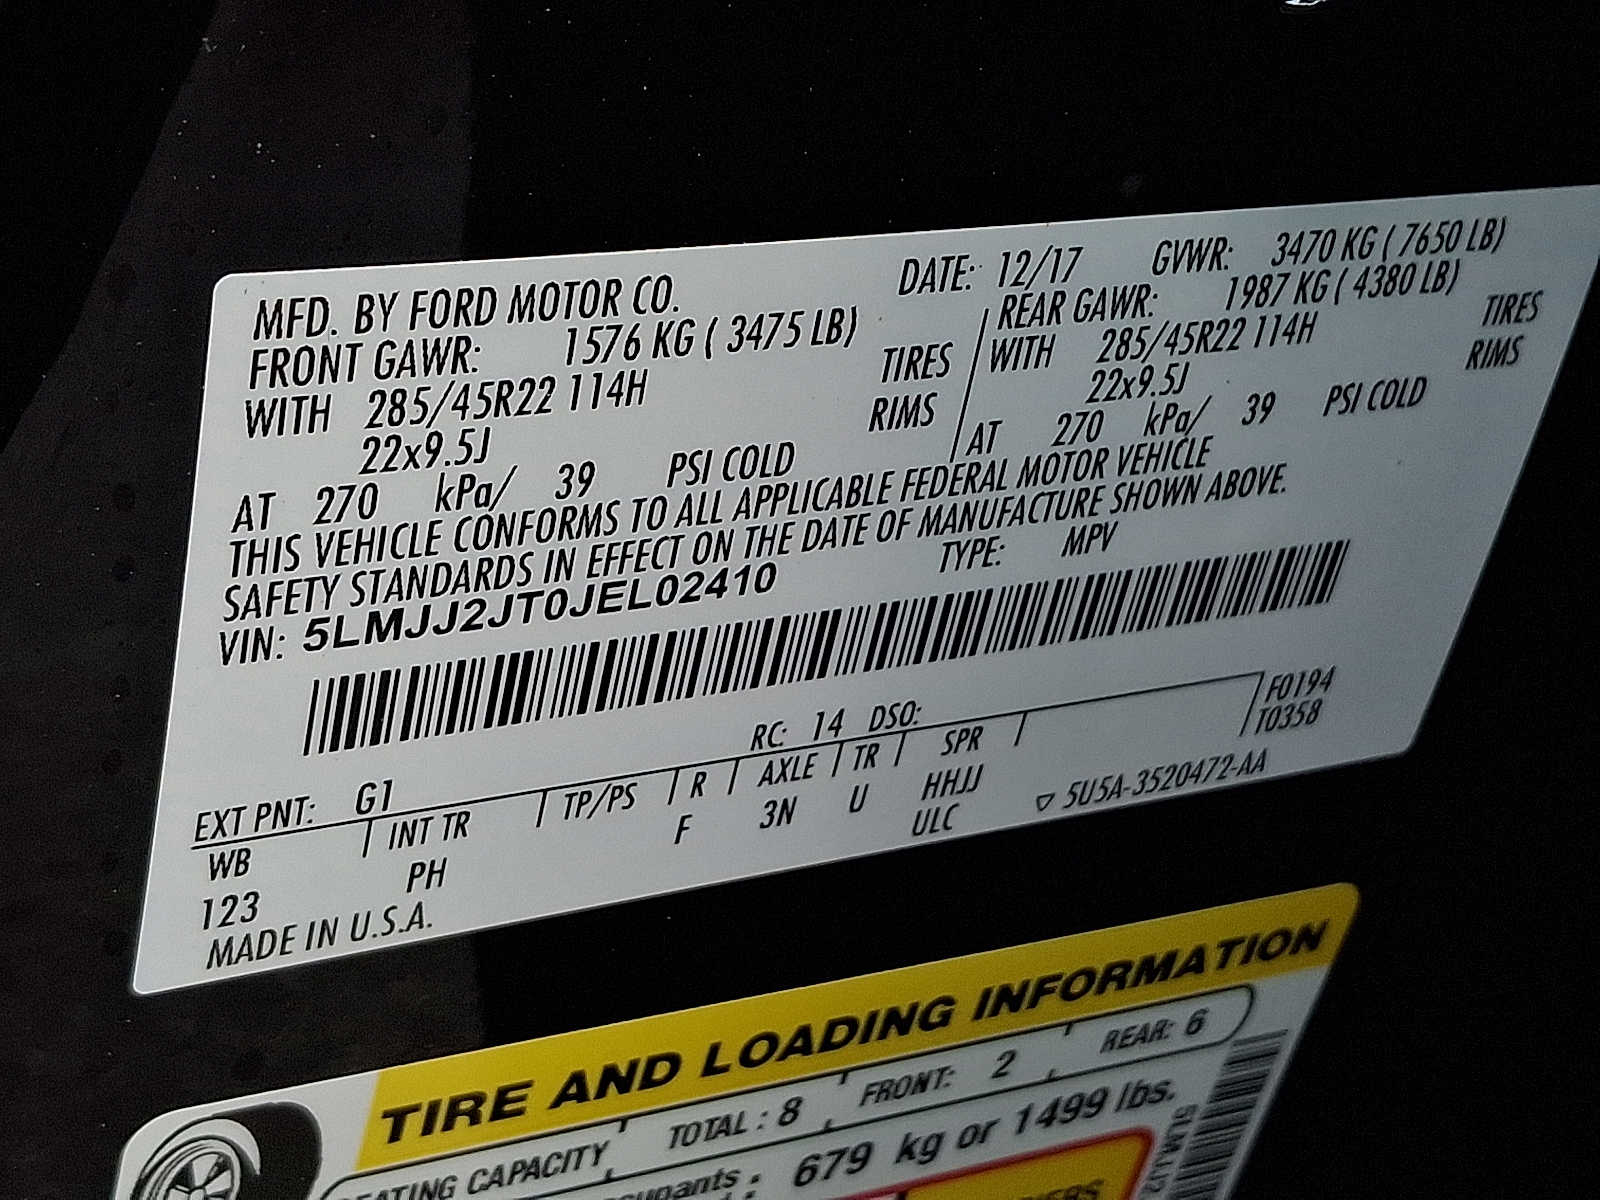 MFD. BY FORD MOTOR CO. DATE: 12/17 GVWR: 3470 KG ( 7650 LB)
FRONT GAWR: 1576 KG ( 3475 LB) REAR GAWR: 1987 KG ( 4380 LB)
WITH 285/45R22 114H TIRES WITH 285/45R22 114H TIRES
22x9.5J RIMS 22x9.5J RIMS
AT 270 kPa/ 39 PSI COLD AT 270 kPa/ 39 PSI COLD
THIS VEHICLE CONFORMS TO ALL APPLICABLE FEDERAL MOTOR VEHICLE
SAFETY STANDARDS IN EFFECT ON THE DATE OF MANUFACTURE SHOWN ABOVE.
VIN: 5LMJJ2JT0JEL02410 TYPE: MPV
F0194
EXT PNT: G1 RC: 14 DSO: T0358
WB INT TR TP/PS R AXLE TR SPR
123 PH F 3N U HHJJ 5U5A-3520472-AA
ULC
MADE IN U.S.A.
TIRE AND LOADING INFORMATION
SEATING CAPACITY TOTAL : 8 FRONT: 2 REAR: 6
679 kg or 1499 lbs.
5LMJJ2